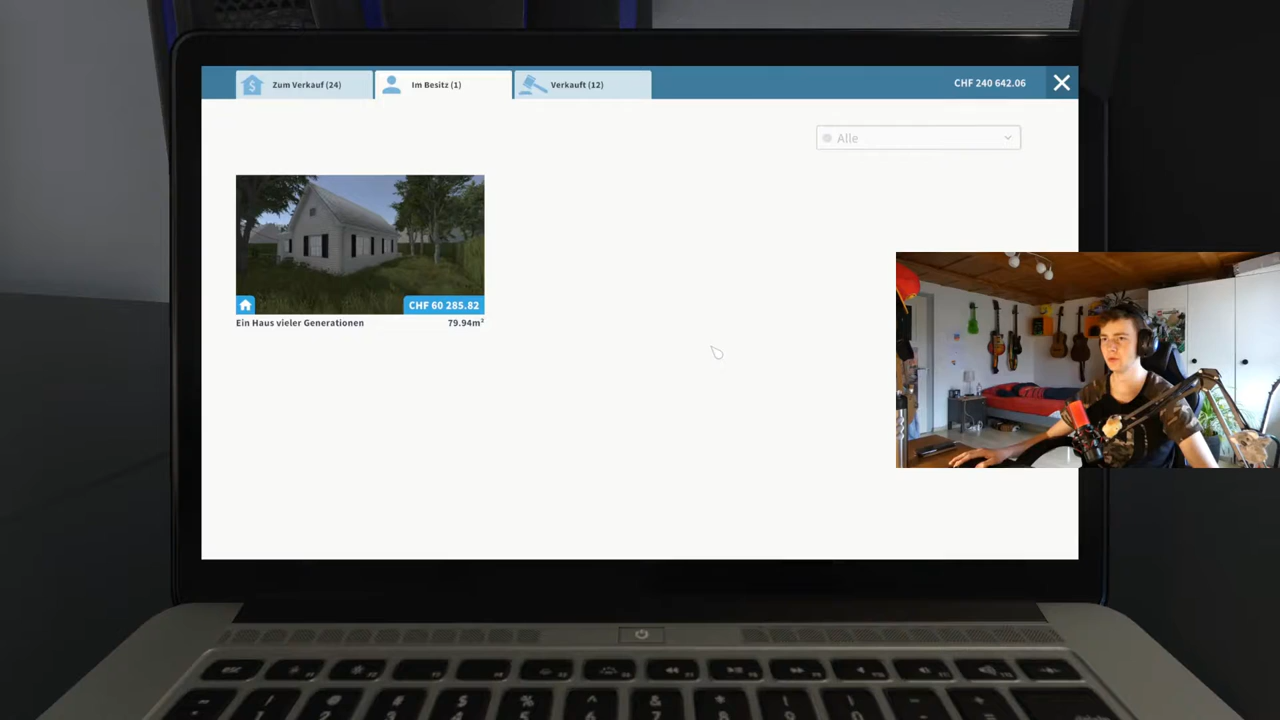 Zum Verkauf (24)
Im Besitz (1)
Verkauft (12)
CHF 240 642.06
Alle
CHF 60 285.82
Ein Haus vieler Generationen
79.94m²
esc